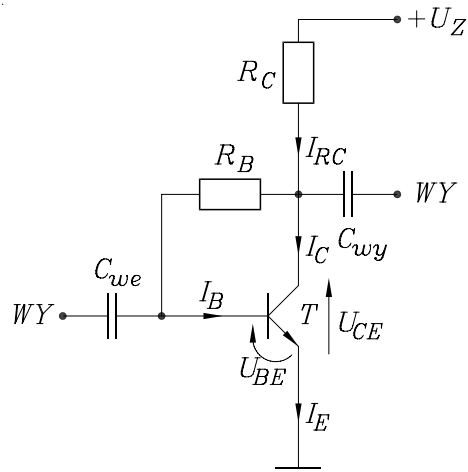 +U_Z
R_C
I_RC
R_B
WY
I_C
C_wy
C_we
I_B
WY
T
U_CE
U_BE
I_E